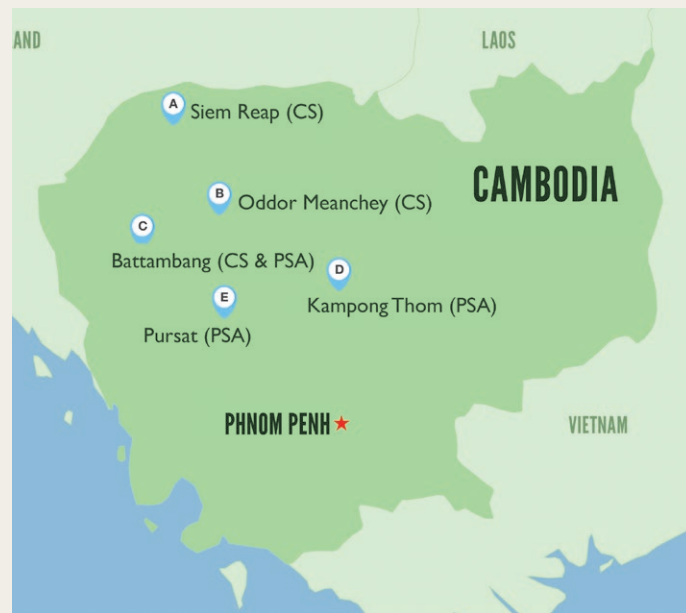 AND
LAOS
A
Siem Reap (CS)
CAMBODIA
B
Oddor Meanchey (CS)
C
Battambang (CS & PSA)
D
Kampong Thom (PSA)
E
Pursat (PSA)
PHNOM PENH
VIETNAM